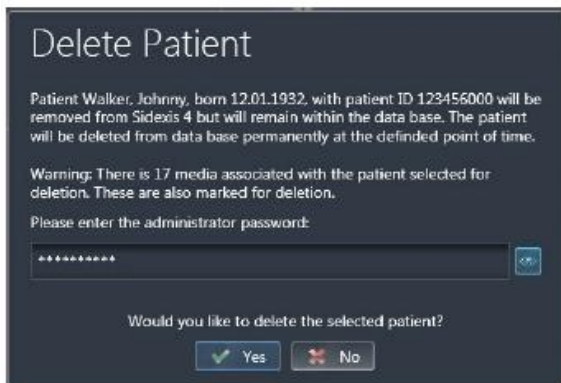 Delete Patient
Patient Walker, Johnny, born 12.01.1932, with patient ID 123456000 will be
removed from Sidexis 4 but will remain within the data base. The patient
will be deleted from data base permanently at the definded point of time.
Warning: There is 17 media associated with the patient selected for
deletion. These are also marked for deletion.
Please enter the administrator password:
**********
Would you like to delete the selected patient?
Yes No